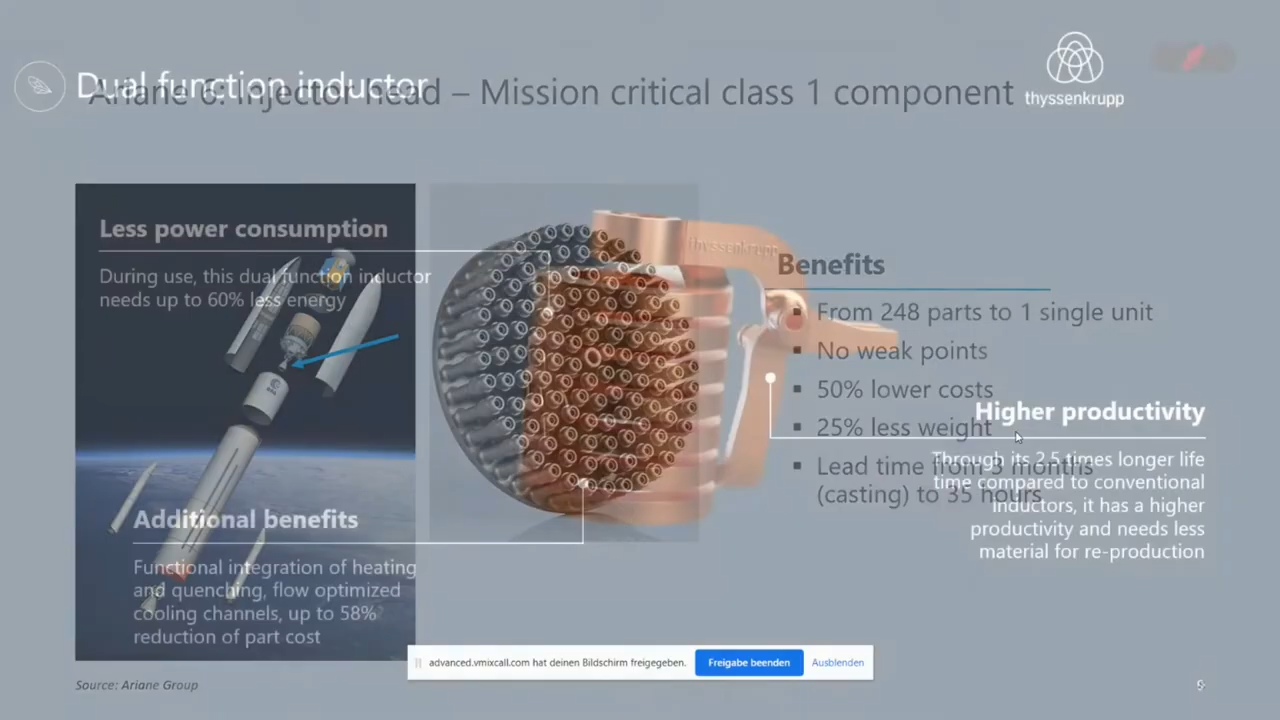 Dual function inductor
Ariane 6: Injector head – Mission critical class 1 component
thyssenkrupp
Less power consumption
During use, this dual function inductor
needs up to 60% less energy
thyssenkrupp
Benefits
From 248 parts to 1 single unit
No weak points
50% lower costs
25% less weight
Lead time from 3 months
(casting) to 35 hours
Higher productivity
Through its 2.5 times longer life
time compared to conventional
inductors, it has a higher
productivity and needs less
material for re-production
Additional benefits
Functional integration of heating
and quenching, flow optimized
cooling channels, up to 58%
reduction of part cost
advanced.vmixcall.com hat deinen Bildschirm freigegeben.
Freigabe beenden
Ausblenden
Source: Ariane Group